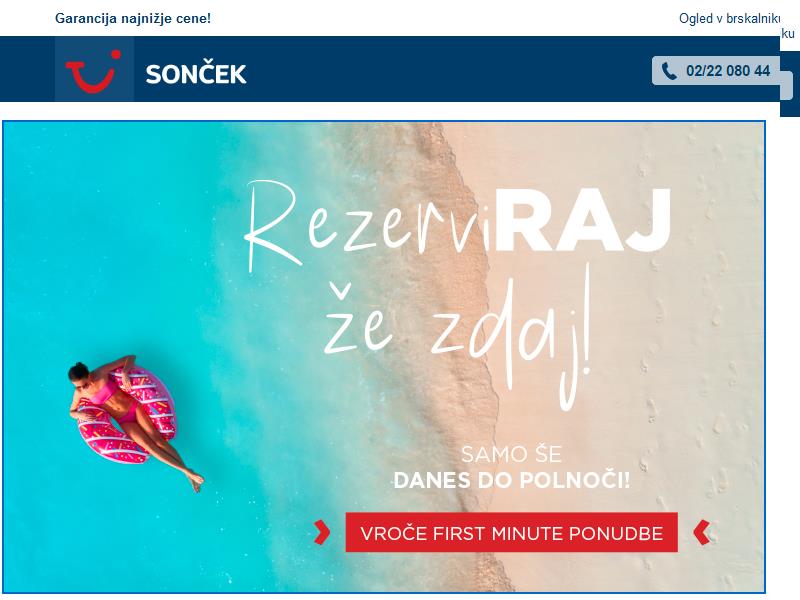 Garancija najnižje cene!
Ogled v brskalniku
ku
SONČEK
02/22 080 44
RezerviRAJ
že zdaj!
SAMO ŠE
DANES DO POLNOČI!
VROČE FIRST MINUTE PONUDBE